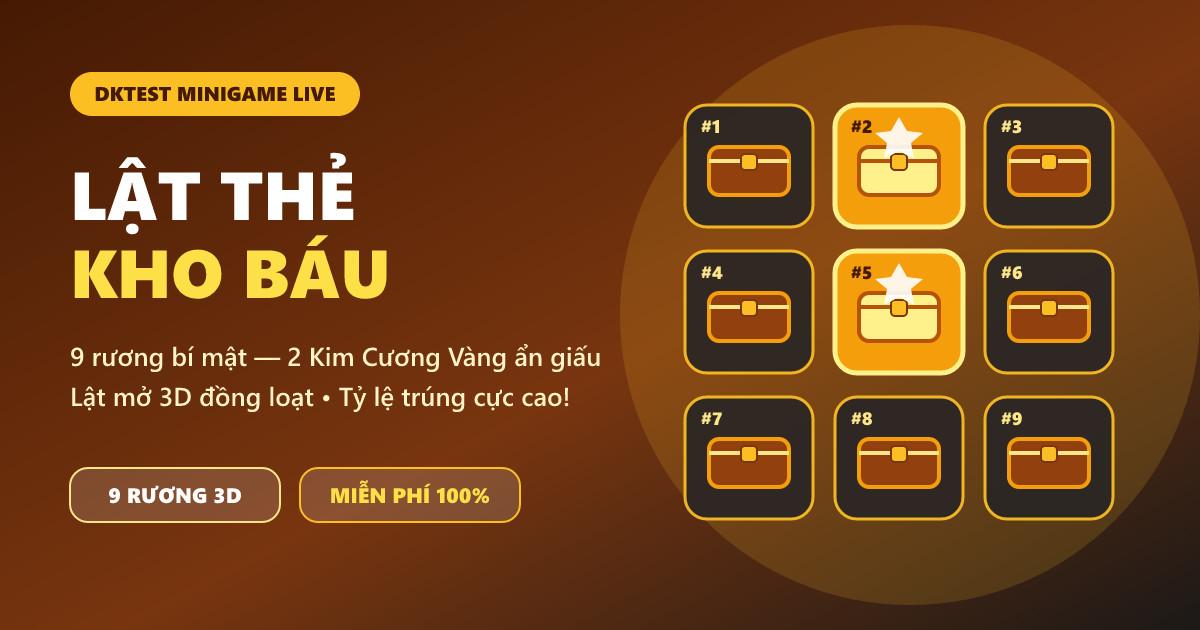 DKTEST MINIGAME LIVE
LẬT THẺ
KHO BÁU
9 rương bí mật — 2 Kim Cương Vàng ẩn giấu
Lật mở 3D đồng loạt • Tỷ lệ trúng cực cao!
9 RƯƠNG 3D
MIỄN PHÍ 100%
#1
#2
#3
#4
#5
#6
#7
#8
#9